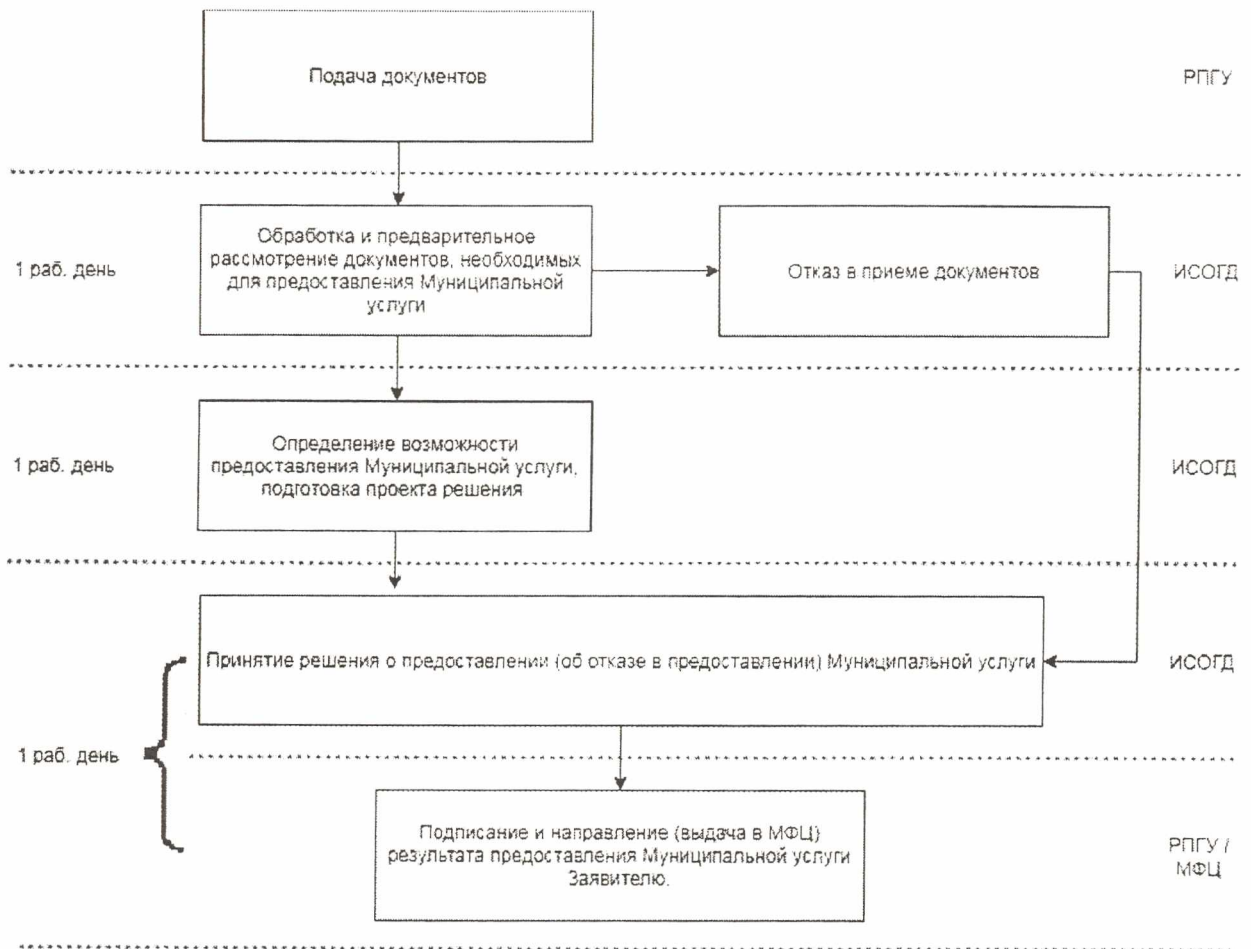 Подача документов
РПГУ
1 раб. день
Обработка и предварительное
рассмотрение документов, необходимых
для предоставления Муниципальной
услуги
Отказ в приеме документов
ИСОГД
1 раб. день
Определение возможности
предоставления Муниципальной услуги,
подготовка проекта решения
ИСОГД
Принятие решения о предоставлении (об отказе в предоставлении) Муниципальной услуги
ИСОГД
1 раб. день
Подписание и направление (выдача в МФЦ)
результата предоставления Муниципальной услуги
Заявителю.
РПГУ /
МФЦ